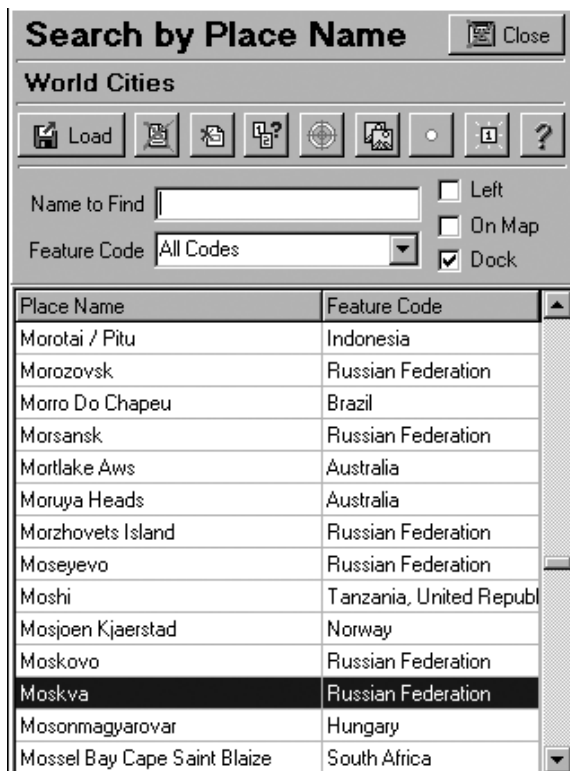 Search by Place Name Close
World Cities
Load 1 2 ? 1 ?
Name to Find Left
On Map
Feature Code All Codes Dock
Place Name Feature Code
Morotai / Pitu Indonesia
Morozovsk Russian Federation
Morro Do Chapeu Brazil
Morsansk Russian Federation
Mortlake Aws Australia
Moruya Heads Australia
Morzhovets Island Russian Federation
Moseyevo Russian Federation
Moshi Tanzania, United Republ
Mosjoen Kjaerstad Norway
Moskovo Russian Federation
Moskva Russian Federation
Mosonmagyarovar Hungary
Mossel Bay Cape Saint Blaize South Africa